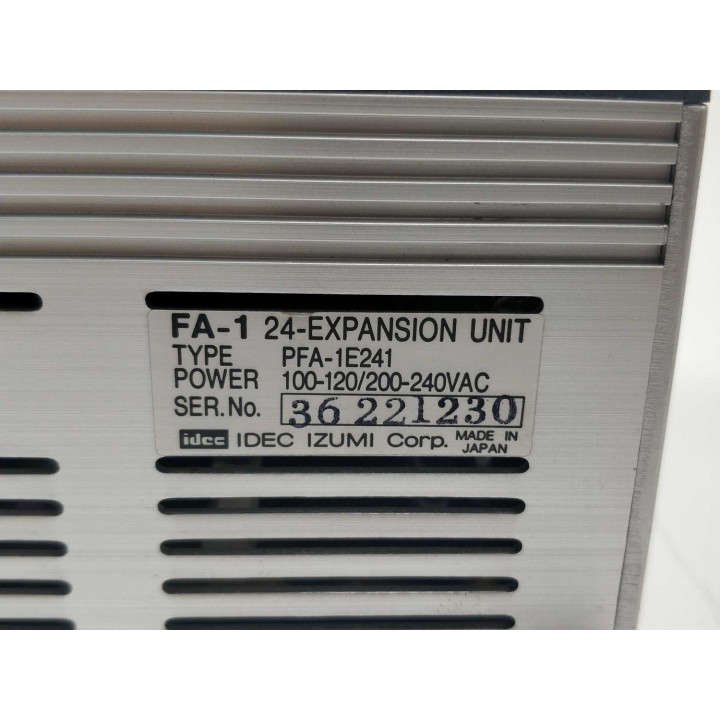 FA-1 24-EXPANSION UNIT
TYPE PFA-1E241
POWER 100-120/200-240VAC
SER.No. 36 221230
idec IDEC IZUMI Corp. MADE IN JAPAN